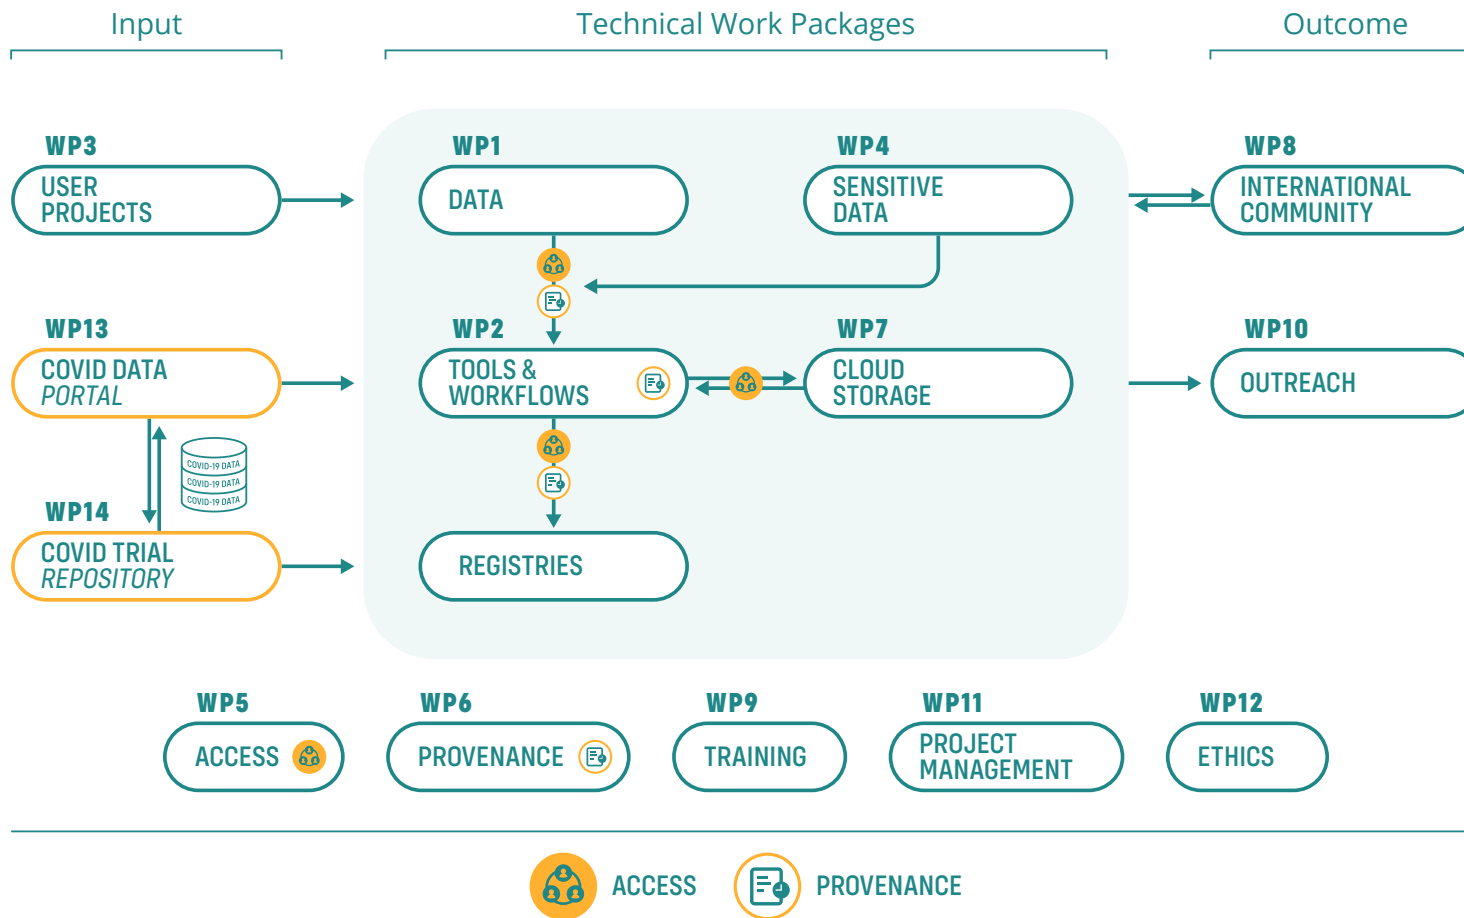 Input
Technical Work Packages
Outcome
WP3
USER
PROJECTS
WP1
DATA
WP4
SENSITIVE
DATA
WP8
INTERNATIONAL
COMMUNITY
WP13
COVID DATA
PORTAL
WP2
TOOLS &
WORKFLOWS
WP7
CLOUD
STORAGE
WP10
OUTREACH
COVID-19 DATA
COVID-19 DATA
COVID-19 DATA
WP14
COVID TRIAL
REPOSITORY
REGISTRIES
WP5
ACCESS
WP6
PROVENANCE
WP9
TRAINING
WP11
PROJECT
MANAGEMENT
WP12
ETHICS
ACCESS
PROVENANCE